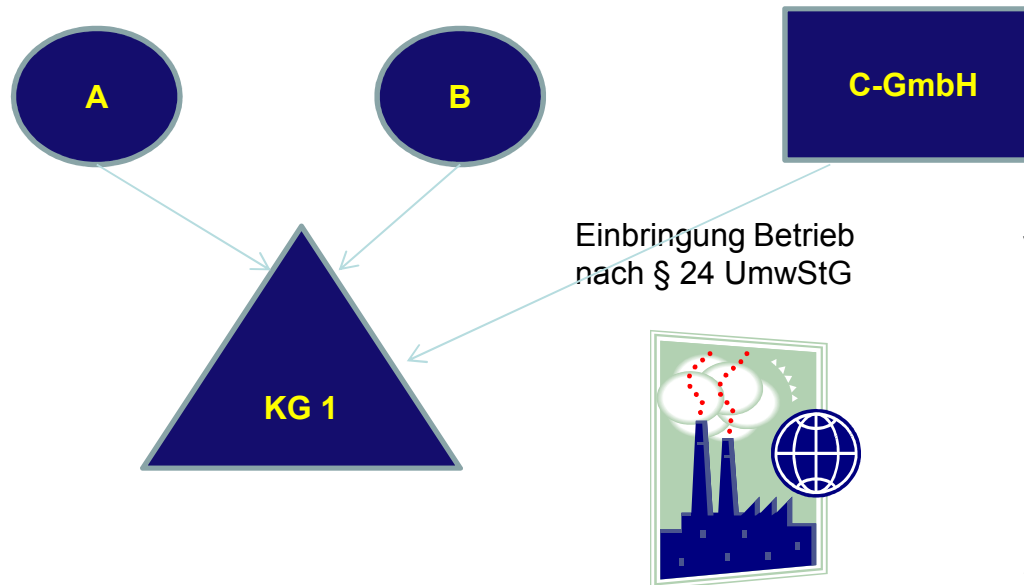 A
B
C-GmbH
Einbringung Betrieb
nach § 24 UmwStG
KG 1